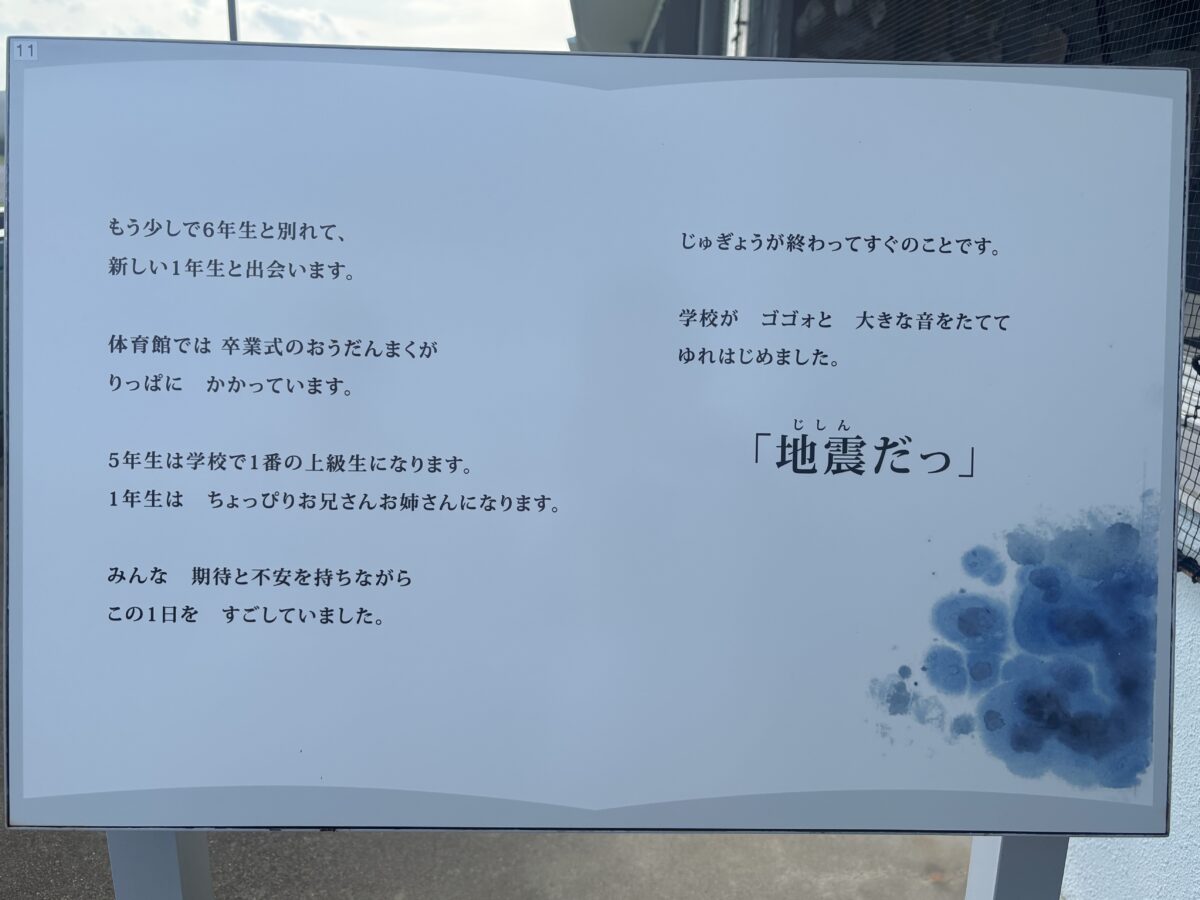 11
もう少しで6年生と別れて、
新しい1年生と出会います。
体育館では 卒業式のおうだんまくが
りっぱに　かかっています。
5年生は学校で1番の上級生になります。
1年生は　ちょっぴりお兄さんお姉さんになります。
みんな　期待と不安を持ちながら
この1日を　すごしていました。
じゅぎょうが終わってすぐのことです。
学校が　ゴゴォと　大きな音をたてて
ゆれはじめました。
じしん
「地震だっ」